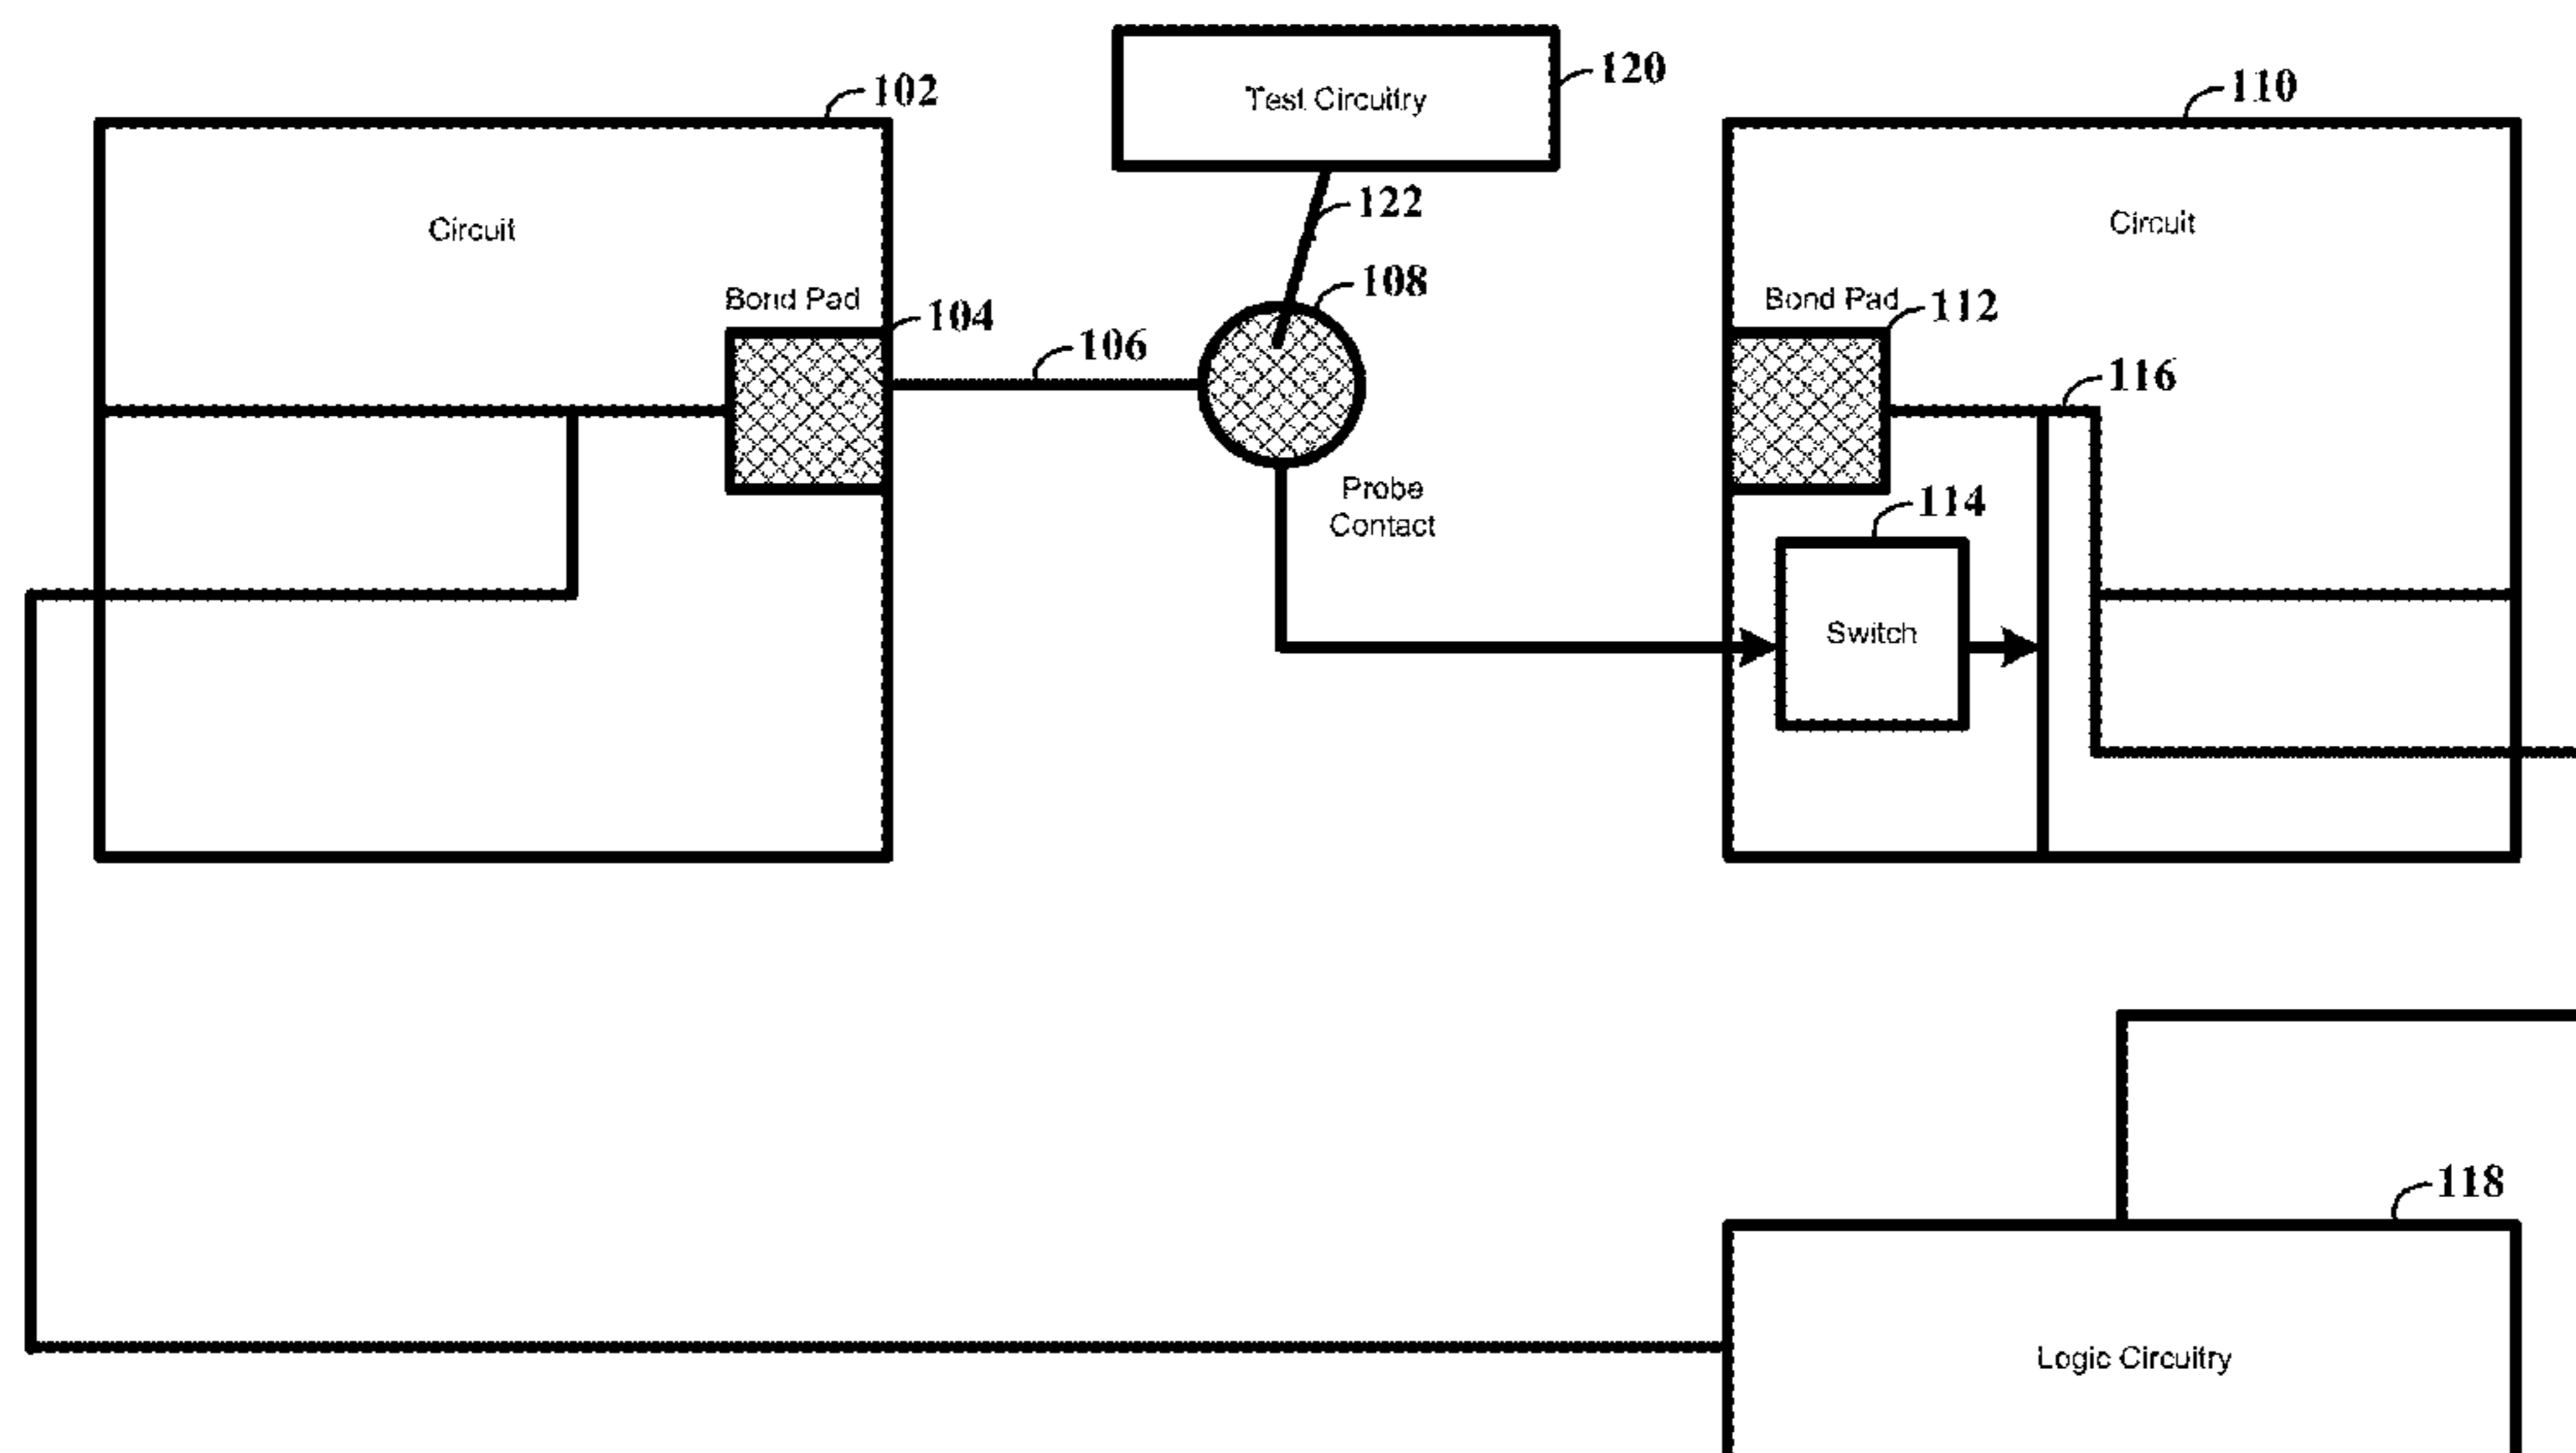 120
Test Circuitry
102
110
122
Circuit
Circuit
108
Bond Pad
104
Bond Pad
112
106
116
Probe
Contact
114
Switch
118
Logic Circuitry